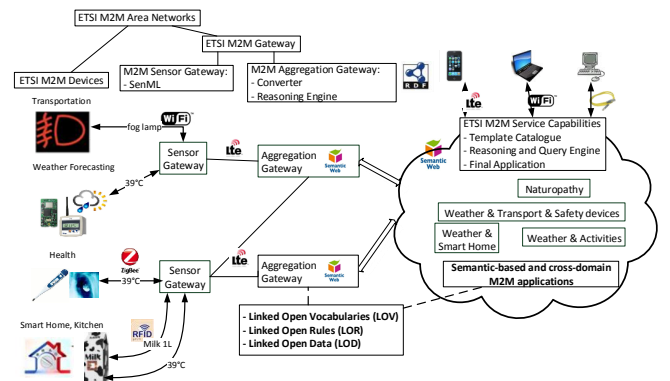 ETSI M2M Area Networks
ETSI M2M Gateway
ETSI M2M Devices
M2M Sensor Gateway:
- SenML
M2M Aggregation Gateway:
- Converter
- Reasoning Engine
RDF
Transportation
WiFi
fog lamp
Lte
WiFi
ETSI M2M Service Capabilities
- Template Catalogue
- Reasoning and Query Engine
- Final Application
Weather Forecasting
39°C
Sensor
Gateway
Lte
Aggregation
Gateway
Semantic
Web
Semantic
Web
Naturopathy
Weather & Transport & Safety devices
Weather &
Smart Home
Weather & Activities
Semantic-based and cross-domain
M2M applications
Health
ZigBee
39°C
Sensor
Gateway
Lte
Aggregation
Gateway
Semantic
Web
- Linked Open Vocabularies (LOV)
- Linked Open Rules (LOR)
- Linked Open Data (LOD)
Smart Home, Kitchen
RFID
Milk 1L
Milk
39°C